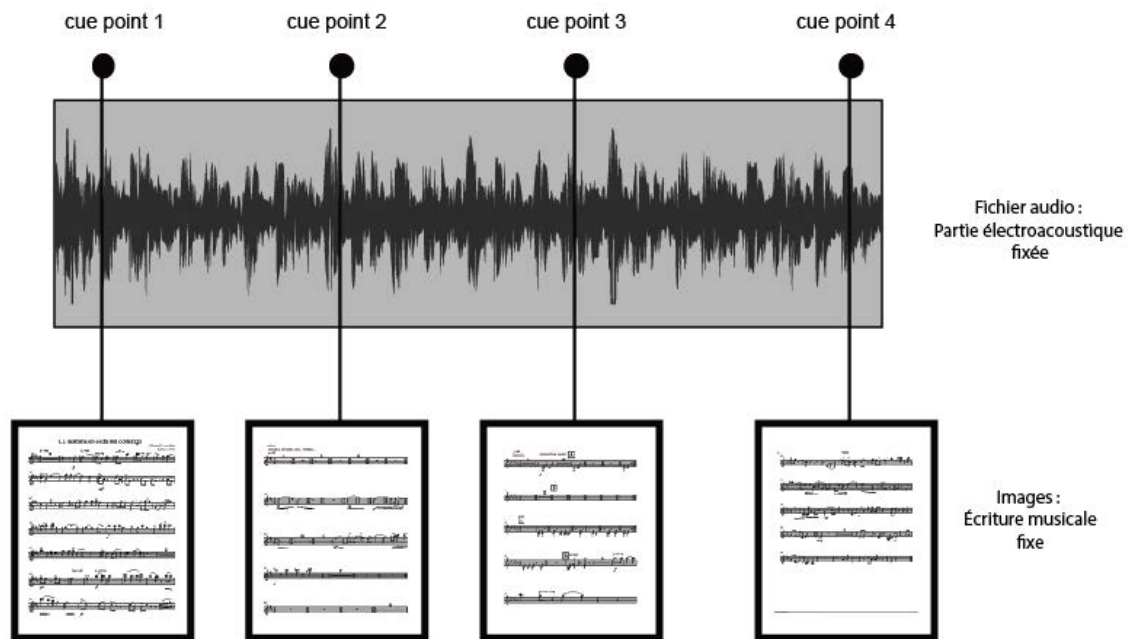 cue point 1
cue point 2
cue point 3
cue point 4
Fichier audio :
Partie électroacoustique
fixée
Images :
Écriture musicale
fixe